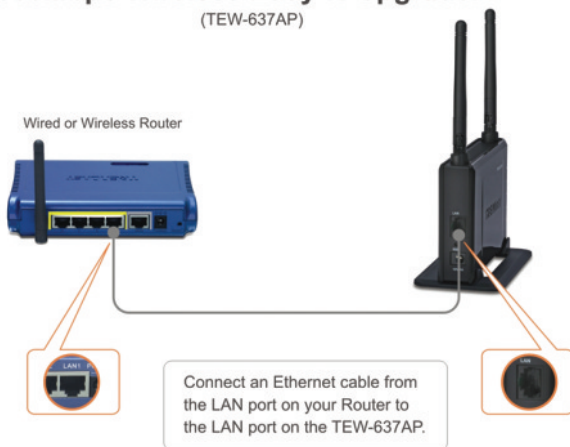 (TEW-637AP)
Wired or Wireless Router
LAN1
LAN
Connect an Ethernet cable from
the LAN port on your Router to
the LAN port on the TEW-637AP.